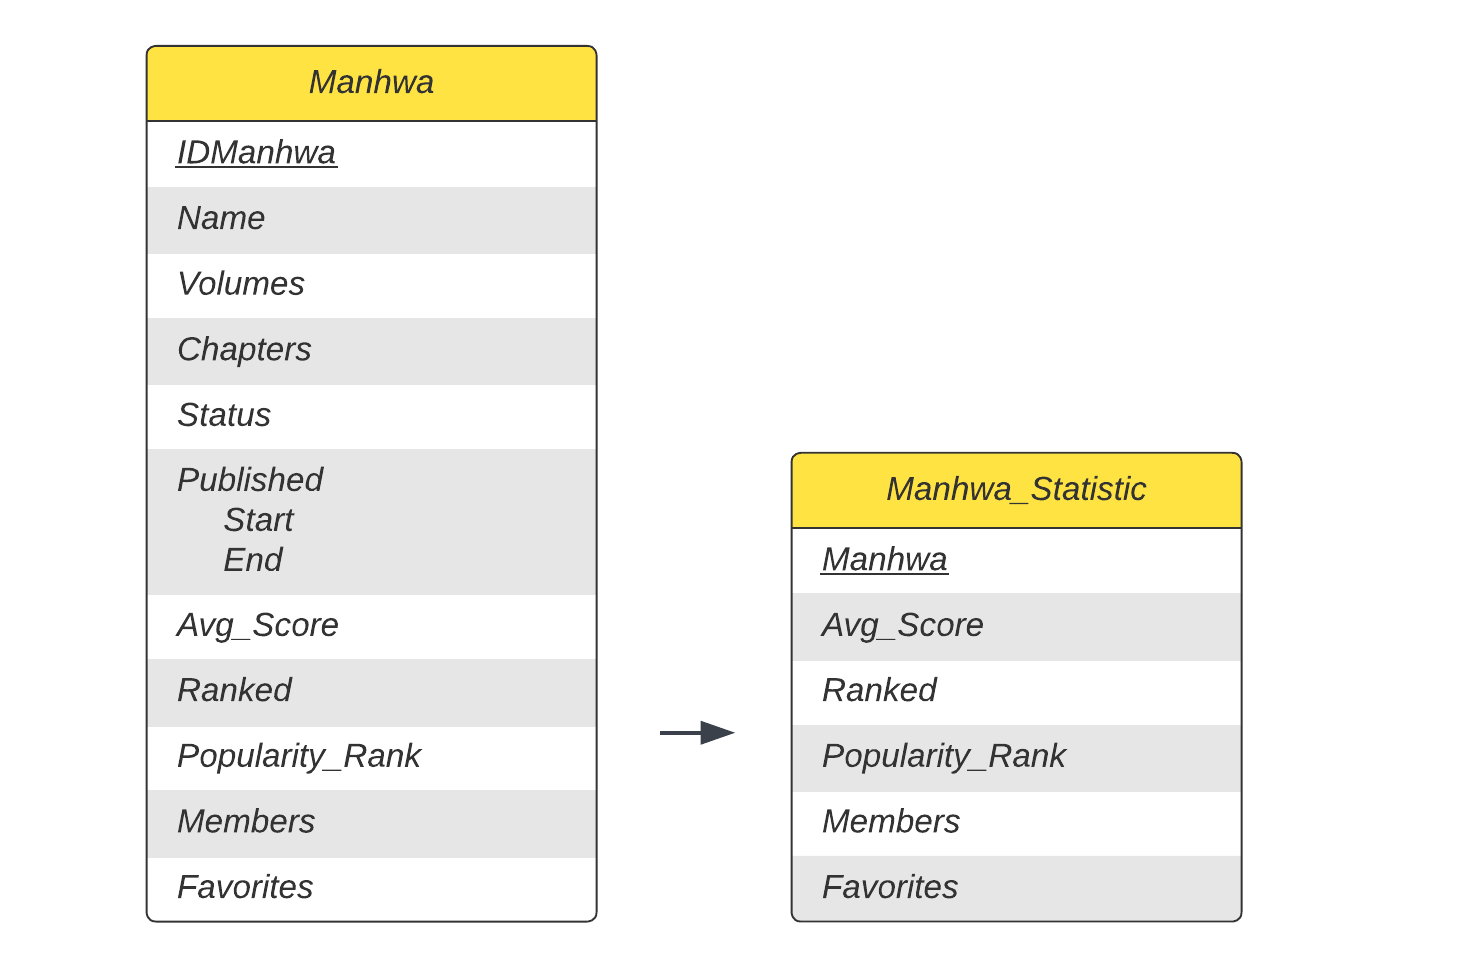 Manhwa
IDManhwa
Name
Volumes
Chapters
Status
Published
Start
End
Avg_Score
Ranked
Popularity_Rank
Members
Favorites
Manhwa_Statistic
Manhwa
Avg_Score
Ranked
Popularity_Rank
Members
Favorites